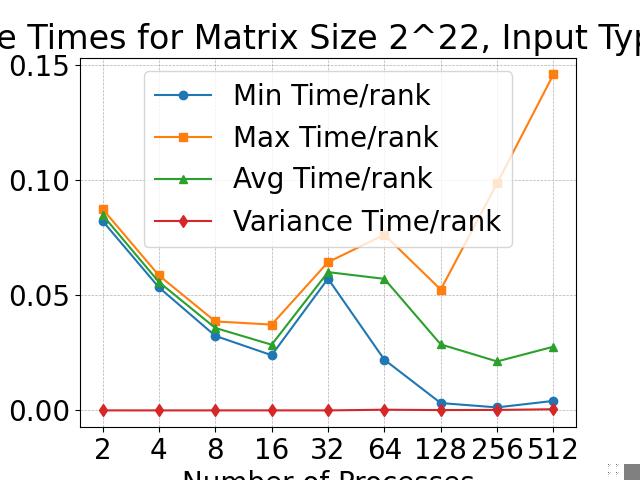 e Times for Matrix Size 2^22, Input Typ
0.15
0.10
0.05
0.00
Min Time/rank
Max Time/rank
Avg Time/rank
Variance Time/rank
2 4 8 16 32 64 128 256 512
Number of Processes